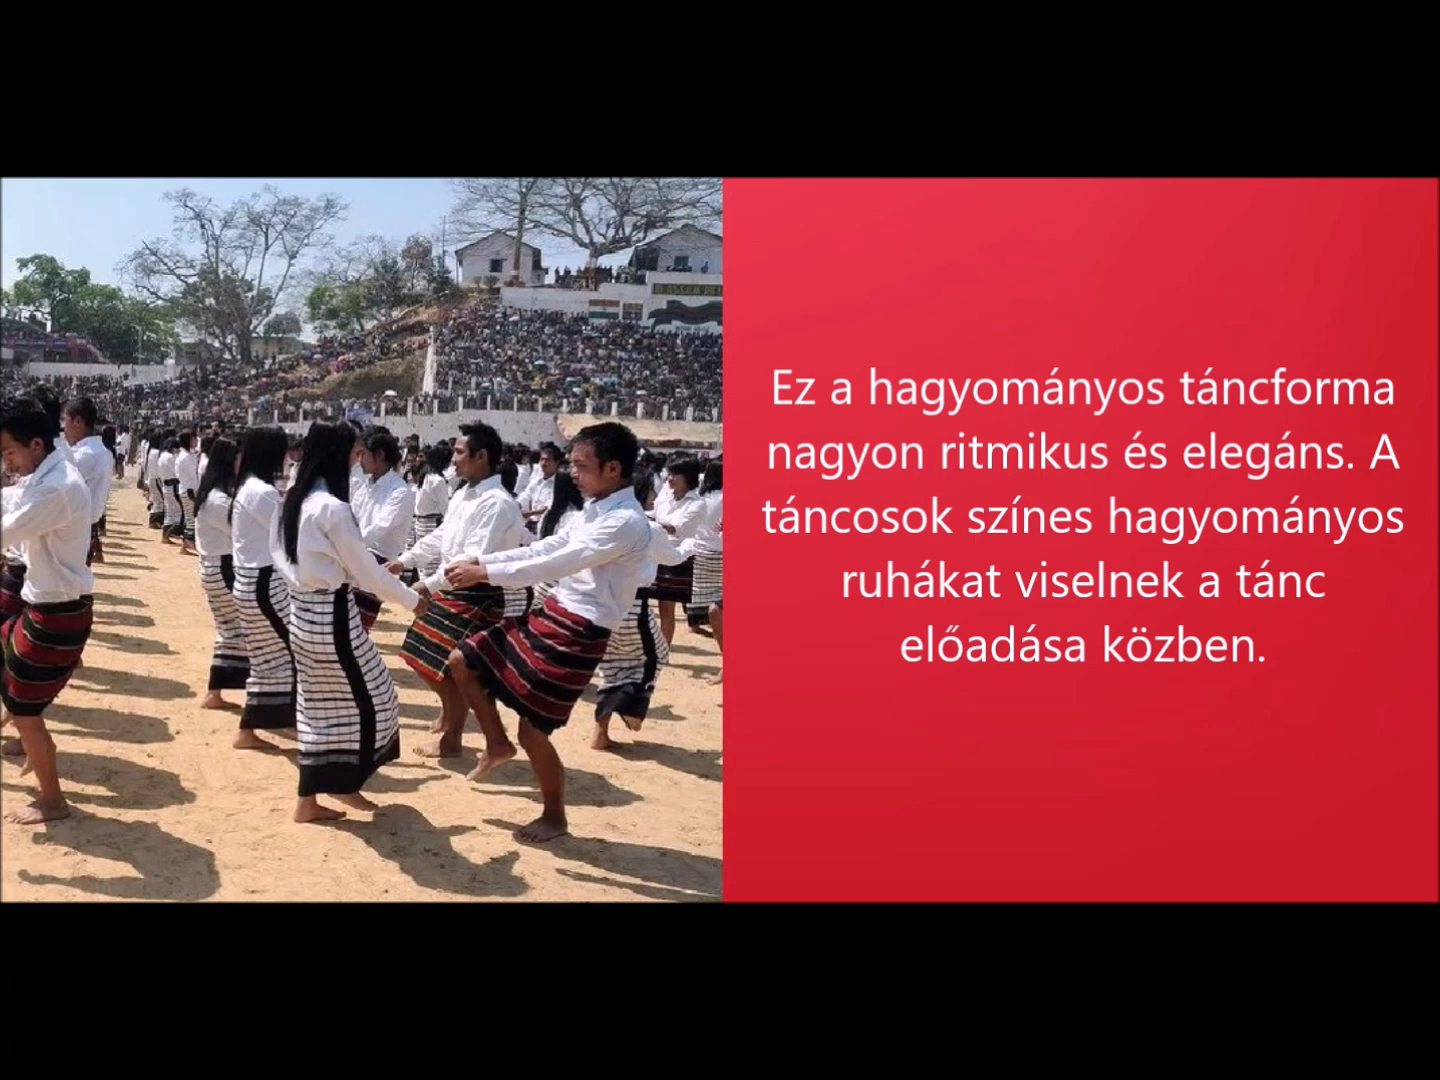 Ez a hagyományos táncforma
nagyon ritmikus és elegáns. A
táncosok színes hagyományos
ruhákat viselnek a tánc
előadása közben.